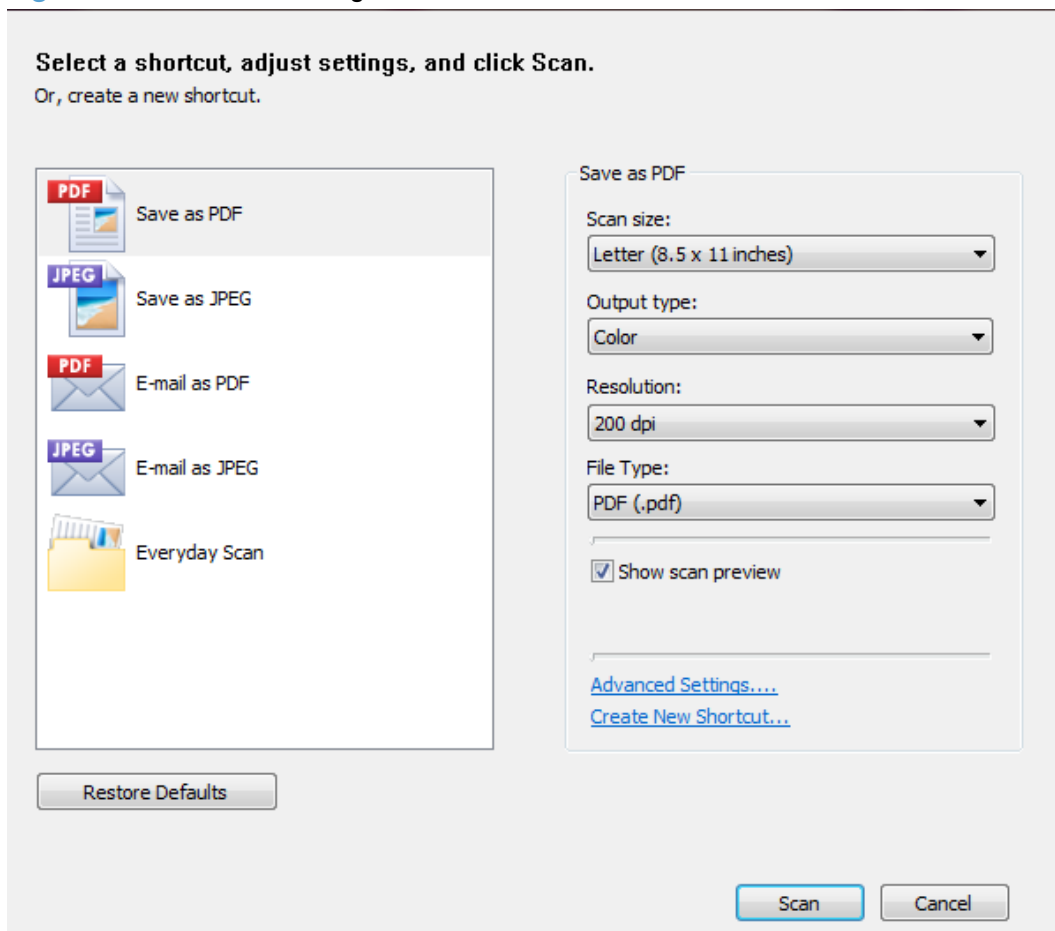 Select a shortcut, adjust settings, and click Scan.
Or, create a new shortcut.
PDF
Save as PDF
JPEG
Save as JPEG
PDF
E-mail as PDF
JPEG
E-mail as JPEG
Everyday Scan
Restore Defaults
Save as PDF
Scan size:
Letter (8.5 x 11 inches)
Output type:
Color
Resolution:
200 dpi
File Type:
PDF (.pdf)
Show scan preview
Advanced Settings....
Create New Shortcut...
Scan
Cancel